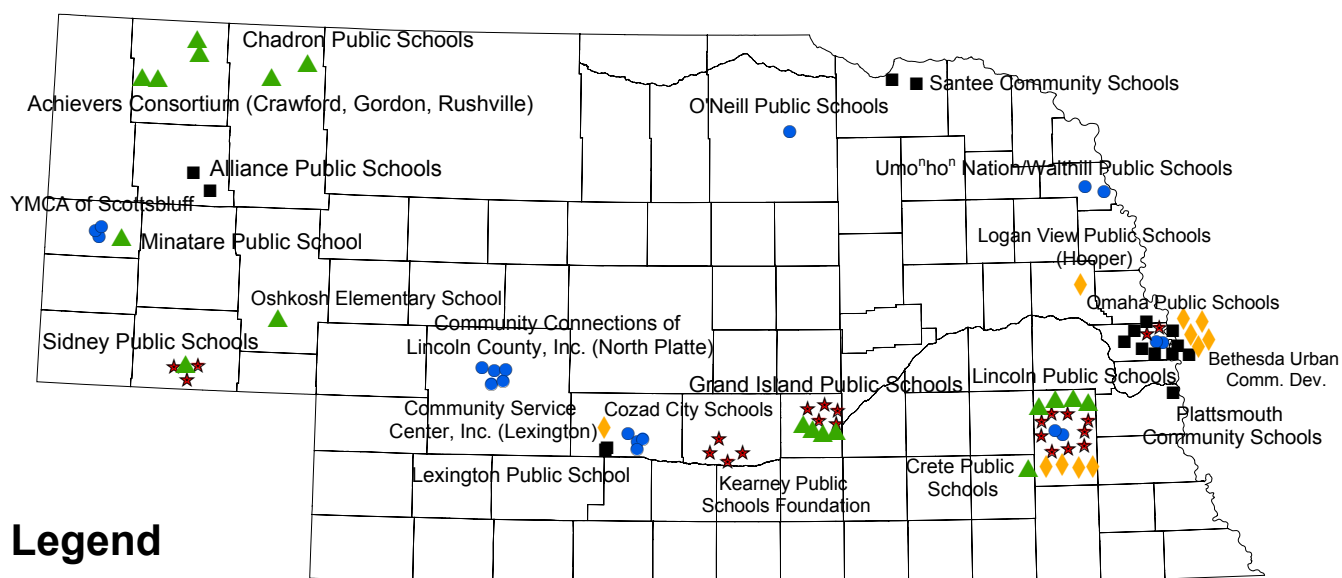 Chadron Public Schools
Achievers Consortium (Crawford, Gordon, Rushville)
Santee Community Schools
O'Neill Public Schools
Alliance Public Schools
Umoⁿhoⁿ Nation/Walthill Public Schools
YMCA of Scottsbluff
Minatare Public School
Logan View Public Schools
(Hooper)
Oshkosh Elementary School
Omaha Public Schools
Community Connections of
Lincoln County, Inc. (North Platte)
Sidney Public Schools
Bethesda Urban
Comm. Dev.
Grand Island Public Schools
Lincoln Public Schools
Community Service
Center, Inc. (Lexington)
Cozad City Schools
Plattsmouth
Community Schools
Lexington Public School
Crete Public
Schools
Kearney Public
Schools Foundation
Legend